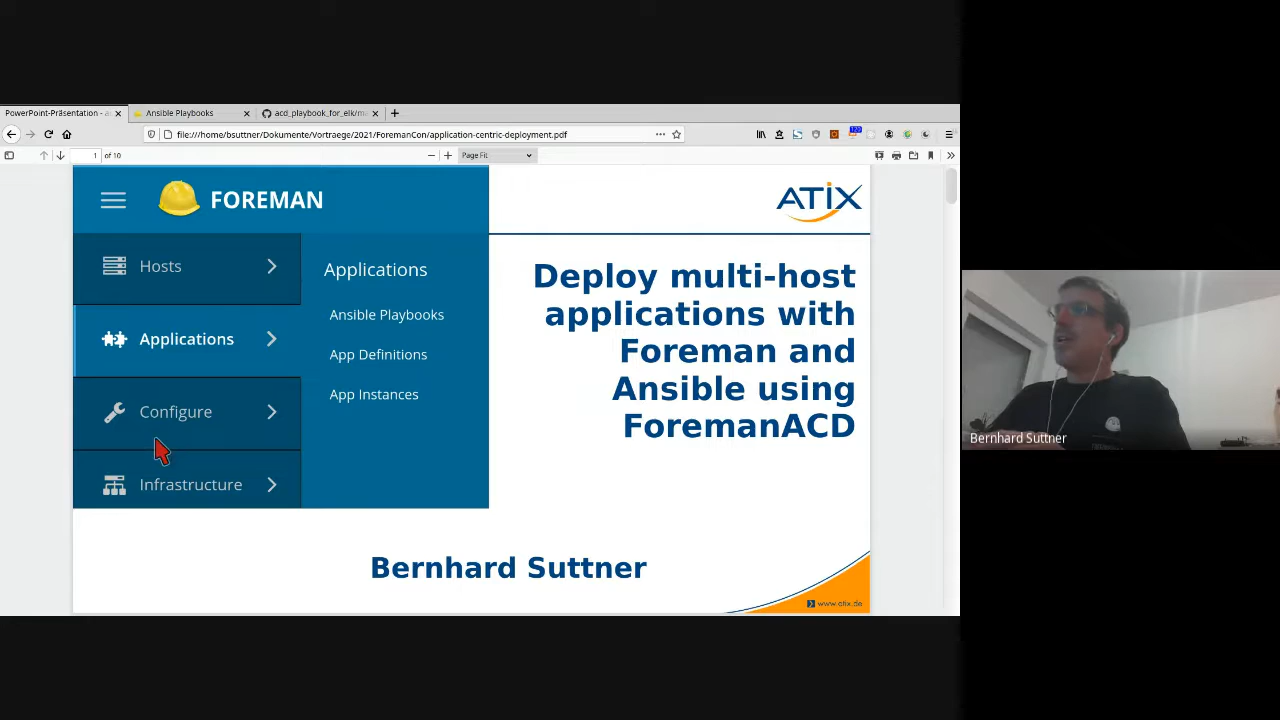 PowerPoint-Präsentation - a
Ansible Playbooks
acd_playbook_for_elk/m
file:///home/bsuttner/Dokumente/Vortraege/2021/ForemanCon/application-centric-deployment.pdf
123
1 of 10
Page Fit
FOREMAN
ATIX
Hosts
Applications
Configure
Infrastructure
Applications
Ansible Playbooks
App Definitions
App Instances
Deploy multi-host
applications with
Foreman and
Ansible using
ForemanACD
Bernhard Suttner
www.atix.de
Bernhard Suttner